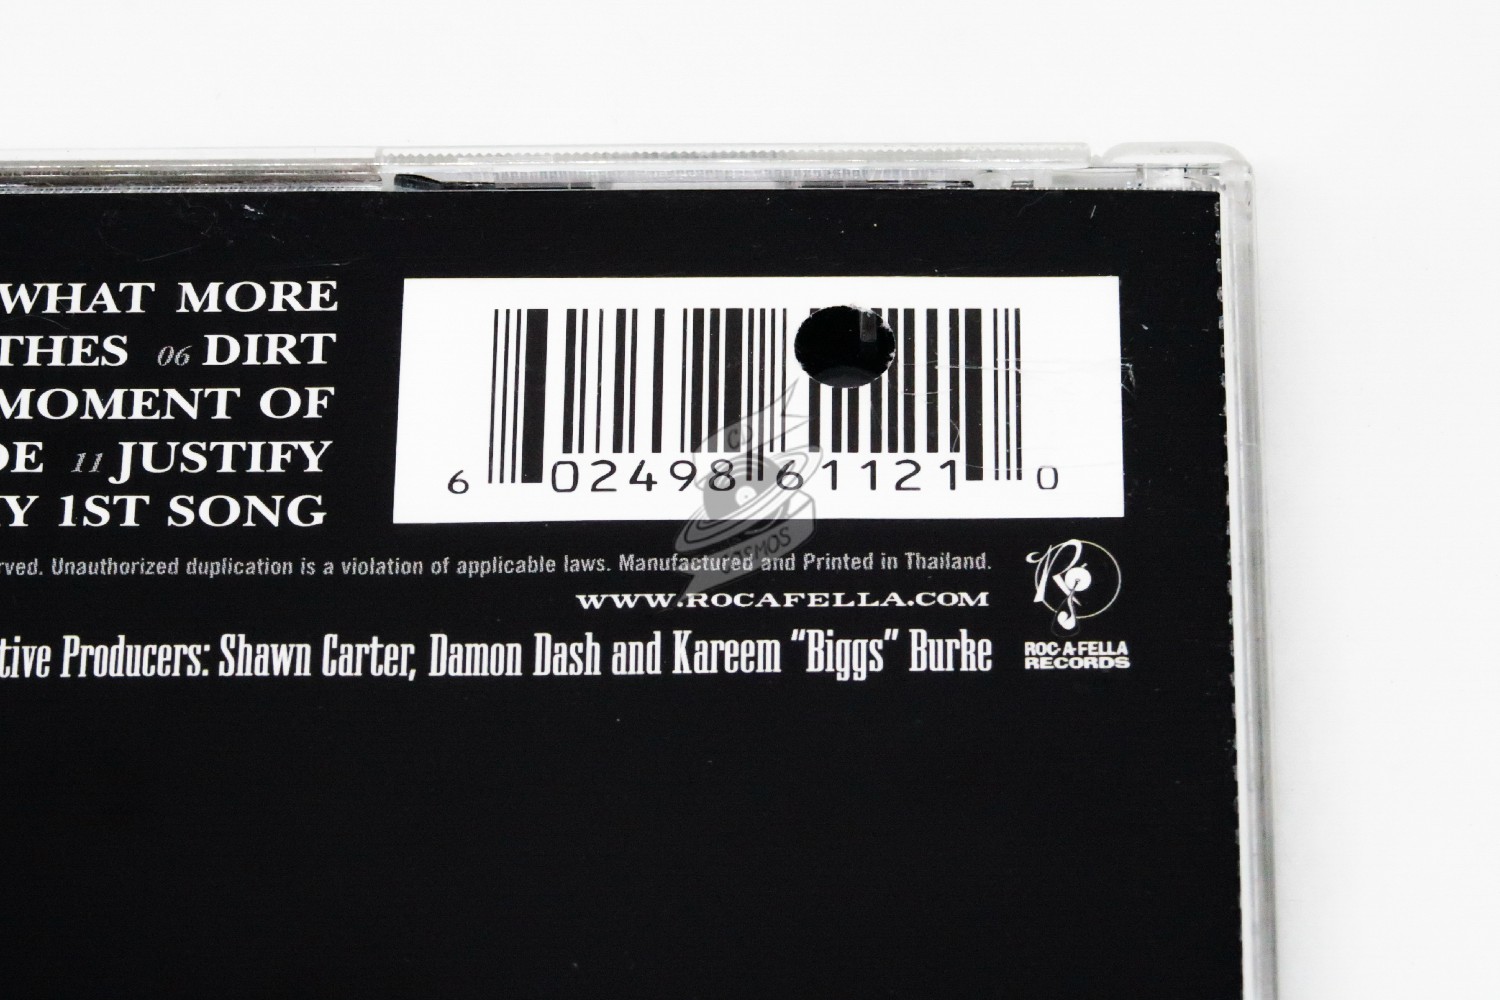 WHAT MORE
THES 06 DIRT
MOMENT OF
DE 11 JUSTIFY
Y 1ST SONG
6 02498 61121 0
rved. Unauthorized duplication is a violation of applicable laws. Manufactured and Printed in Thailand.
WWW.ROCAFELLA.COM
tive Producers: Shawn Carter, Damon Dash and Kareem "Biggs" Burke
ROC-A-FELLA
RECORDS
CD
COSMOS